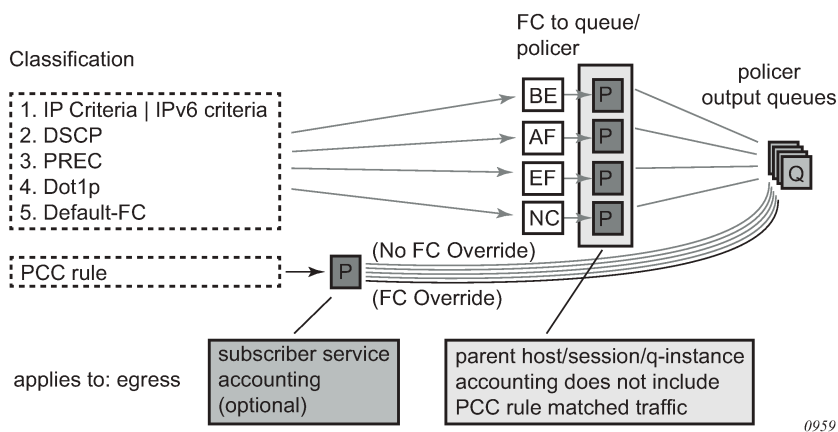 FC to queue/
policer
Classification
policer
output queues
1. IP Criteria | IPv6 criteria
2. DSCP
3. PREC
4. Dot1p
5. Default-FC
BE
P
AF
P
EF
P
NC
P
Q
(No FC Override)
PCC rule
P
(FC Override)
applies to: egress
subscriber service
accounting
(optional)
parent host/session/q-instance
accounting does not include
PCC rule matched traffic
0959